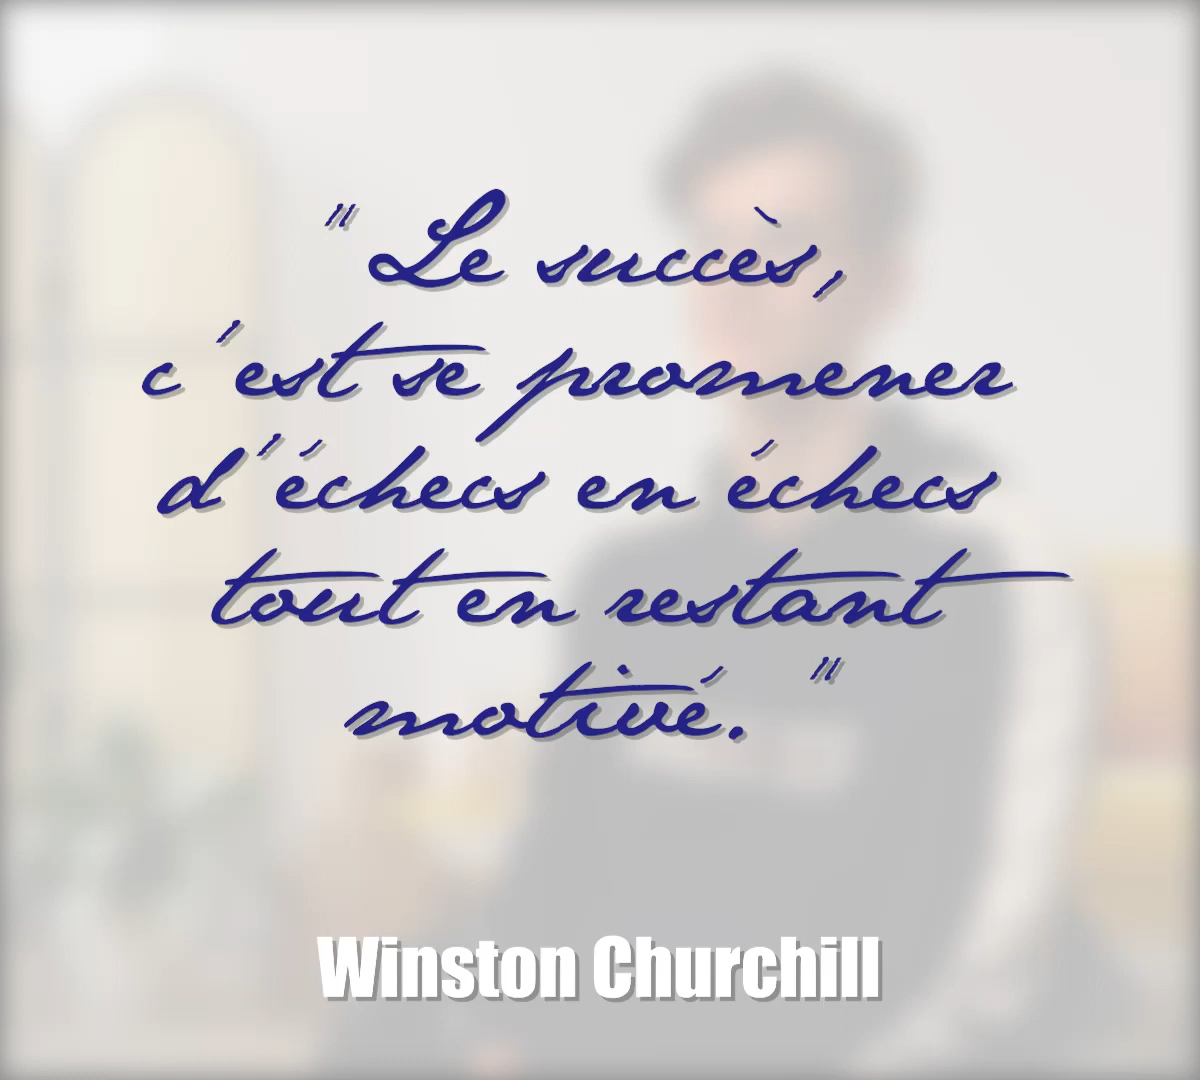 "Le succès,
c'est se promener
d'échecs en échecs
tout en restant
motivé. "
Winston Churchill